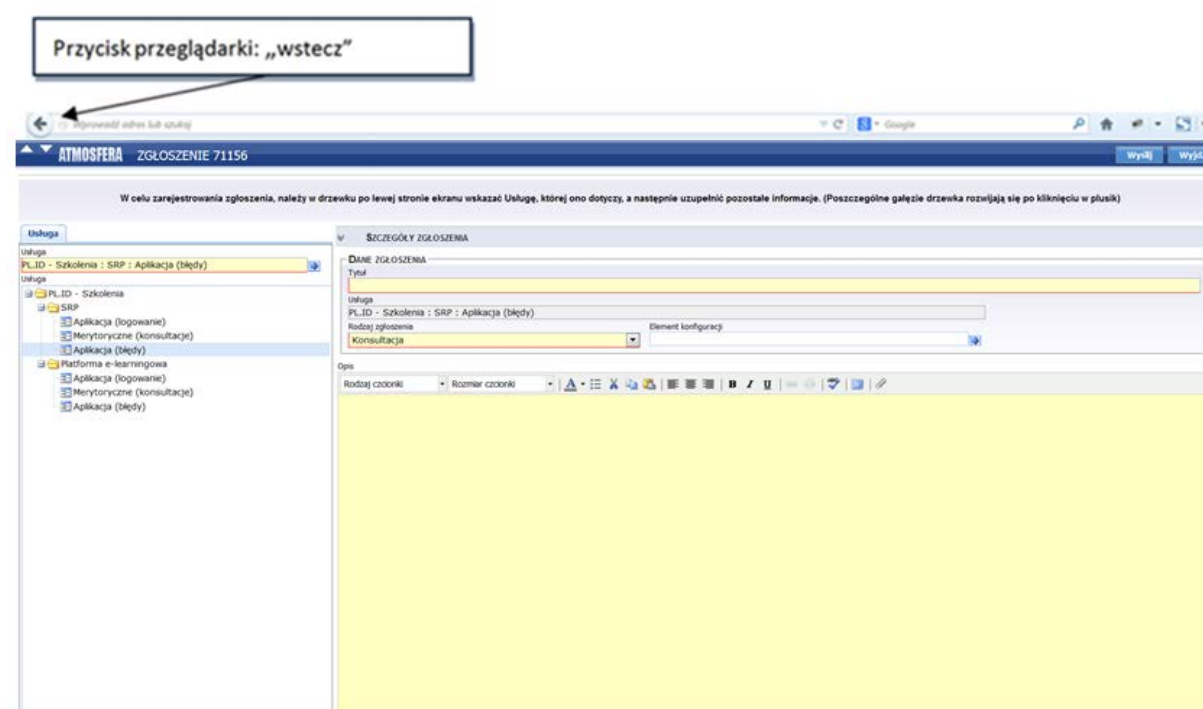 Przycisk przeglądarki: „wstecz”
Wprowadź adres lub szukaj
Google
ATMOSFERA ZGŁOSZENIE 71156
Wyślij
W celu zarejestrowania zgłoszenia, należy w drzewku po lewej stronie ekranu wskazać Usługę, której ono dotyczy, a następnie uzupełnić pozostałe informacje. (Poszczególne gałęzie drzewka rozwijają się po kliknięciu w plusik)
Usługa
Usługa
PL.ID - Szkolenia : SRP : Aplikacja (błędy)
Usługa
PL.ID - Szkolenia
SRP
Aplikacja (logowanie)
Merytoryczne (konsultacje)
Aplikacja (błędy)
Platforma e-learningowa
Aplikacja (logowanie)
Merytoryczne (konsultacje)
Aplikacja (błędy)
SZCZEGÓŁY ZGŁOSZENIA
DANE ZGŁOSZENIA
Tytuł
Usługa
PL.ID - Szkolenia : SRP : Aplikacja (błędy)
Rodzaj zgłoszenia Element konfiguracji
Konsultacja
Opis
Rodzaj czcionki Rozmiar czcionki A B I U